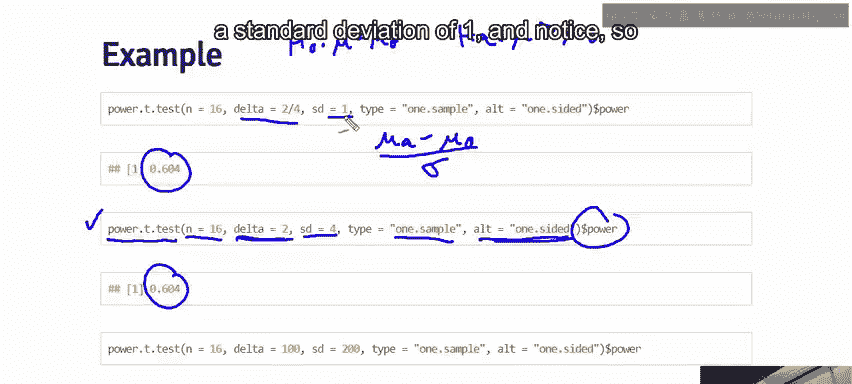 a standard deviation of 1, and notice, so
Example
power.t.test(n = 16, delta = 2/4, sd = 1, type = "one.sample", alt = "one.sided")$power
μa - μ0
σ
## [1] 0.604
power.t.test(n = 16, delta = 2, sd = 4, type = "one.sample", alt = "one.sided")$power
## [1] 0.604
power.t.test(n = 16, delta = 100, sd = 200, type = "one.sample", alt = "one.sided")$power